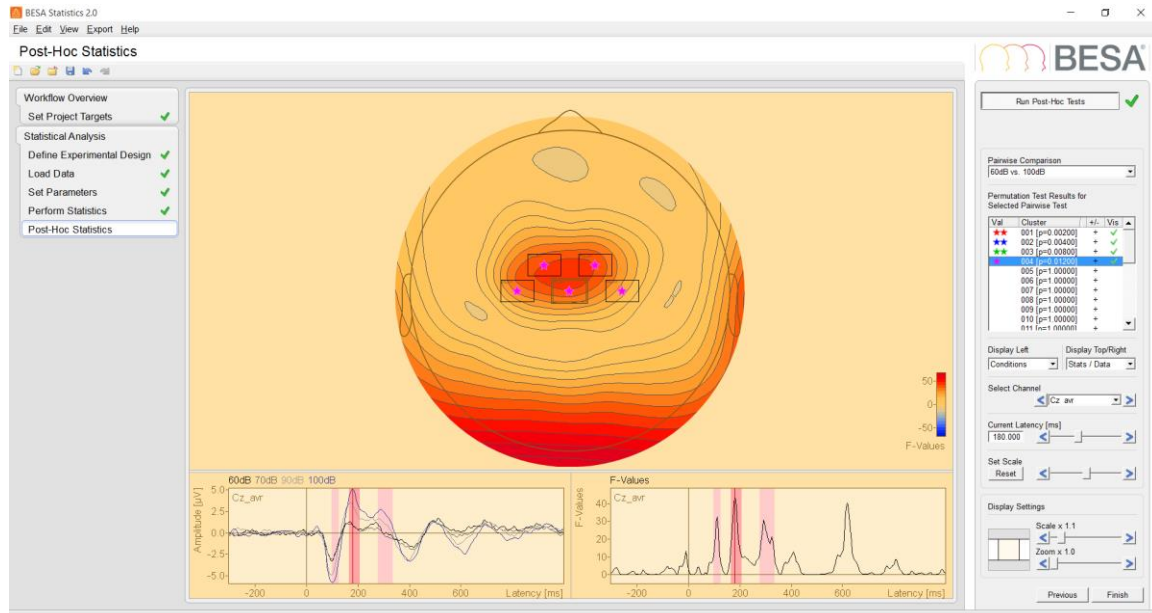 BESA Statistics 2.0
File Edit View Export Help
Post-Hoc Statistics
BESA
Workflow Overview
Set Project Targets
Statistical Analysis
Define Experimental Design
Load Data
Set Parameters
Perform Statistics
Post-Hoc Statistics
50
0
-50
F-Values
60dB 70dB 90dB 100dB
Cz_avr
Amplitude [µV]
5.0
2.5
0.0
-2.5
-5.0
-200 0 200 400 600 Latency [ms]
F-Values
Cz_avr
F-Values
40
30
20
10
0
-200 0 200 400 600 Latency [ms]
Run Post-Hoc Tests
Pairwise Comparison
60dB vs. 100dB
Permutation Test Results for
Selected Pairwise Test
Val Cluster +/- Vis
001 [p=0.00200] +
002 [p=0.00400] +
003 [p=0.00800] +
004 [p=0.01200] +
005 [p=1.00000] +
006 [p=1.00000] +
007 [p=1.00000] +
008 [p=1.00000] +
009 [p=1.00000] +
010 [p=1.00000] +
011 [p=1.00000] +
Display Left Display Top/Right
Conditions Stats / Data
Select Channel
Cz_avr
Current Latency [ms]
180.000
Set Scale
Reset
Display Settings
Scale x 1.1
Zoom x 1.0
Previous Finish